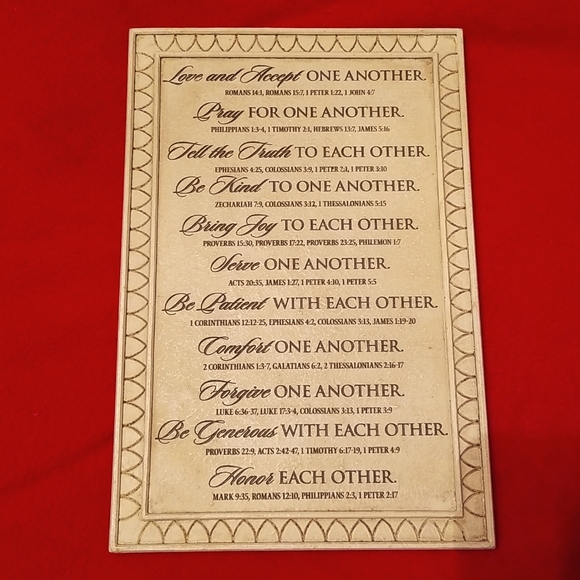 Love and Accept ONE ANOTHER.
ROMANS 14:1, ROMANS 15:7, 1 PETER 1:22, 1 JOHN 4:7
Pray FOR ONE ANOTHER.
PHILIPPIANS 1:3-4, 1 TIMOTHY 2:1, HEBREWS 13:7, JAMES 5:16
Tell the Truth TO EACH OTHER.
EPHESIANS 4:25, COLOSSIANS 3:9, 1 PETER 2:1, 1 PETER 3:10
Be Kind TO ONE ANOTHER.
ZECHARIAH 7:9, COLOSSIANS 3:12, 1 THESSALONIANS 5:15
Bring Joy TO EACH OTHER.
PROVERBS 15:30, PROVERBS 17:22, PROVERBS 23:25, PHILEMON 1:7
Serve ONE ANOTHER.
ACTS 20:35, JAMES 1:27, 1 PETER 4:10, 1 PETER 5:5
Be Patient WITH EACH OTHER.
1 CORINTHIANS 12:12-25, EPHESIANS 4:2, COLOSSIANS 3:13, JAMES 1:19-20
Comfort ONE ANOTHER.
2 CORINTHIANS 1:3-7, GALATIANS 6:2, 2 THESSALONIANS 2:16-17
Forgive ONE ANOTHER.
LUKE 6:36-37, LUKE 17:3-4, COLOSSIANS 3:13, 1 PETER 3:9
Be Generous WITH EACH OTHER.
PROVERBS 22:9, ACTS 2:42-47, 1 TIMOTHY 6:17-19, 1 PETER 4:9
Honor EACH OTHER.
MARK 9:35, ROMANS 12:10, PHILIPPIANS 2:3, 1 PETER 2:17